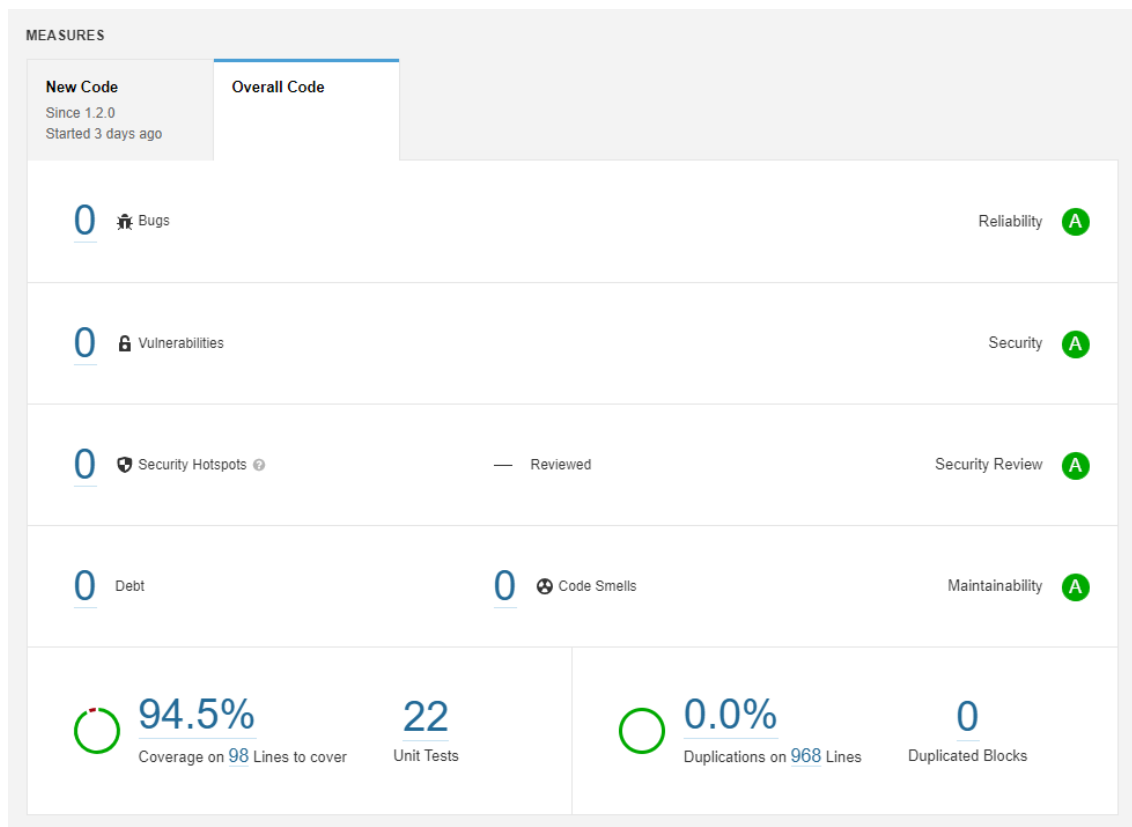 MEASURES
New Code
Overall Code
Since 1.2.0
Started 3 days ago
0 Bugs
Reliability A
0 Vulnerabilities
Security A
0 Security Hotspots ?
— Reviewed
Security Review A
0 Debt
0 Code Smells
Maintainability A
94.5%
Coverage on 98 Lines to cover
22
Unit Tests
0.0%
Duplications on 968 Lines
0
Duplicated Blocks